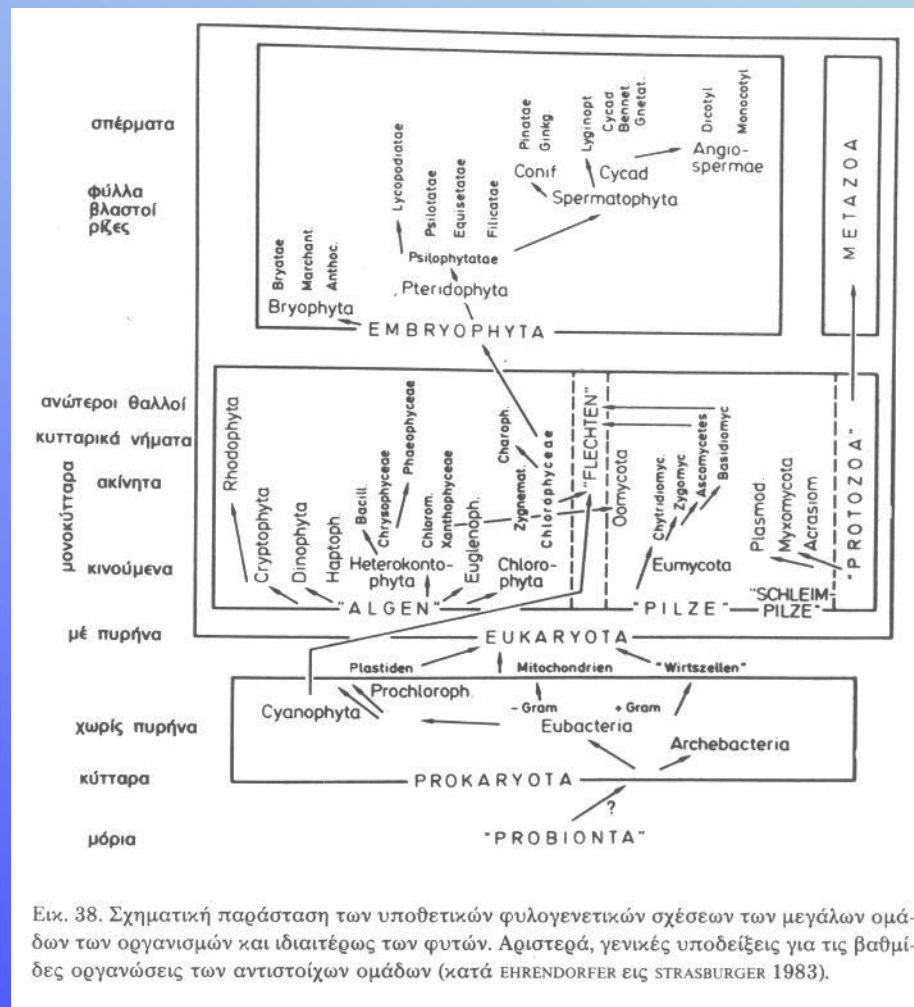 σπέρματα
φύλλα
βλαστοί
ρίζες
ανώτεροι θαλλοί
κυτταρικά νήματα
ακίνητα
μονοκύτταρα
κινούμενα
μέ πυρήνα
χωρίς πυρήνα
κύτταρα
μόρια
Bryatae
Marchant.
Anthoc.
Bryophyta
Lycopodiatae
Psilotatae
Equisetatae
Filicatae
Psilophytatae
Pteridophyta
Pinatae
Ginkg.
Conif
Lyginopt
Cycad
Bennet.
Gnetat.
Cycad
Spermatophyta
Dicotyl
Monocotyl.
Angio-
spermae
EMBRYOPHYTA
METAZOA
Rhodophyta
Cryptophyta
Dinophyta
Haptoph.
Bacill.
Chrysophyceae
Phaeophyceae
Chlorom.
Xanthophyceae
Heterokonto-
phyta
Euglenoph.
Zygnemat.
Charoph.
Chlorophyceae
Chloro-
phyta
"ALGEN"
"FLECHTEN"
Oomycota
Chytridiomyc.
Zygomyc.
Ascomycetes
Basidiomyc
Eumycota
"PILZE"
Plasmod.
Myxomycota
Acrasiom
"SCHLEIM-
PILZE"
"PROTOZOA"
EUKARYOTA
Plastiden
Mitochondrien
"Wirtszellen"
Prochloroph.
Cyanophyta
- Gram
+ Gram
Eubacteria
Archebacteria
PROKARYOTA
?
"PROBIONTA"
Εικ. 38. Σχηματική παράσταση των υποθετικών φυλογενετικών σχέσεων των μεγάλων ομά-
δων των οργανισμών και ιδιαιτέρως των φυτών. Αριστερά, γενικές υποδείξεις για τις βαθμί-
δες οργανώσεις των αντιστοίχων ομάδων (κατά EHRENDORFER εις STRASBURGER 1983).